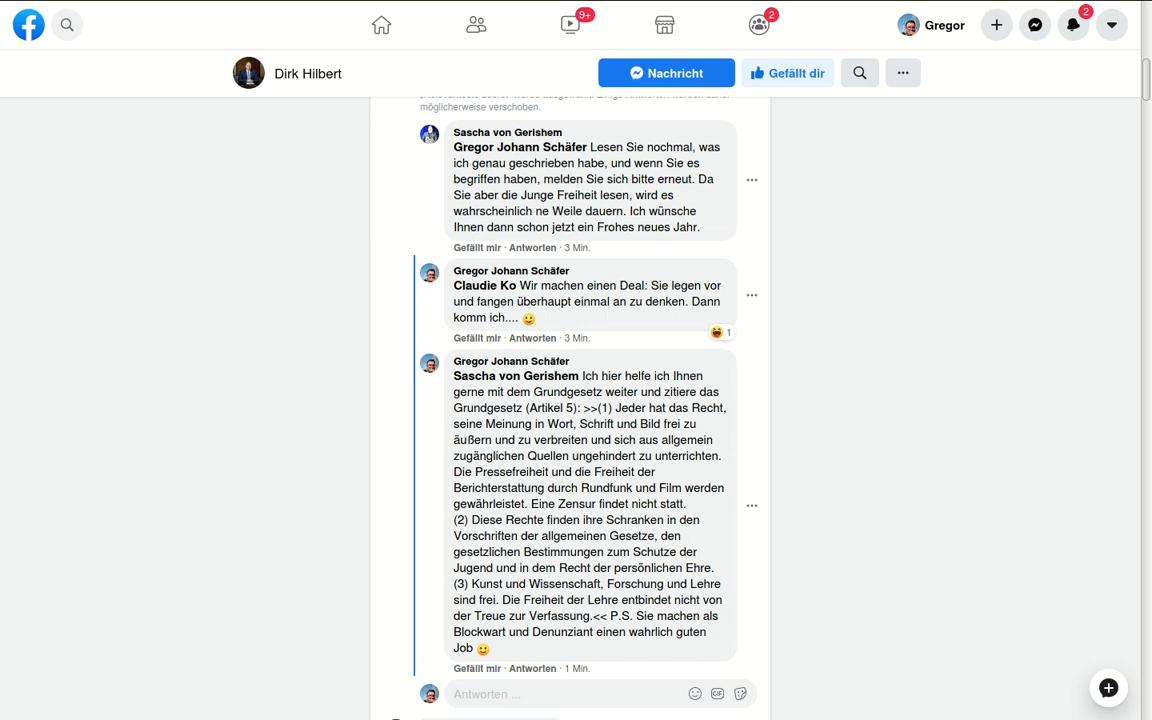 9+
2
Gregor
2
Dirk Hilbert
Nachricht
Gefällt dir
möglicherweise verschoben.
Sascha von Gerishem
Gregor Johann Schäfer Lesen Sie nochmal, was
ich genau geschrieben habe, und wenn Sie es
begriffen haben, melden Sie sich bitte erneut. Da
Sie aber die Junge Freiheit lesen, wird es
wahrscheinlich ne Weile dauern. Ich wünsche
Ihnen dann schon jetzt ein Frohes neues Jahr.
Gefällt mir · Antworten · 3 Min.
Gregor Johann Schäfer
Claudie Ko Wir machen einen Deal: Sie legen vor
und fangen überhaupt einmal an zu denken. Dann
komm ich.... 🙂
1
Gefällt mir · Antworten · 3 Min.
Gregor Johann Schäfer
Sascha von Gerishem Ich hier helfe ich Ihnen
gerne mit dem Grundgesetz weiter und zitiere das
Grundgesetz (Artikel 5): >>(1) Jeder hat das Recht,
seine Meinung in Wort, Schrift und Bild frei zu
äußern und zu verbreiten und sich aus allgemein
zugänglichen Quellen ungehindert zu unterrichten.
Die Pressefreiheit und die Freiheit der
Berichterstattung durch Rundfunk und Film werden
gewährleistet. Eine Zensur findet nicht statt.
(2) Diese Rechte finden ihre Schranken in den
Vorschriften der allgemeinen Gesetze, den
gesetzlichen Bestimmungen zum Schutze der
Jugend und in dem Recht der persönlichen Ehre.
(3) Kunst und Wissenschaft, Forschung und Lehre
sind frei. Die Freiheit der Lehre entbindet nicht von
der Treue zur Verfassung.<< P.S. Sie machen als
Blockwart und Denunziant einen wahrlich guten
Job 🙂
Gefällt mir · Antworten · 1 Min.
Antworten ...
GIF